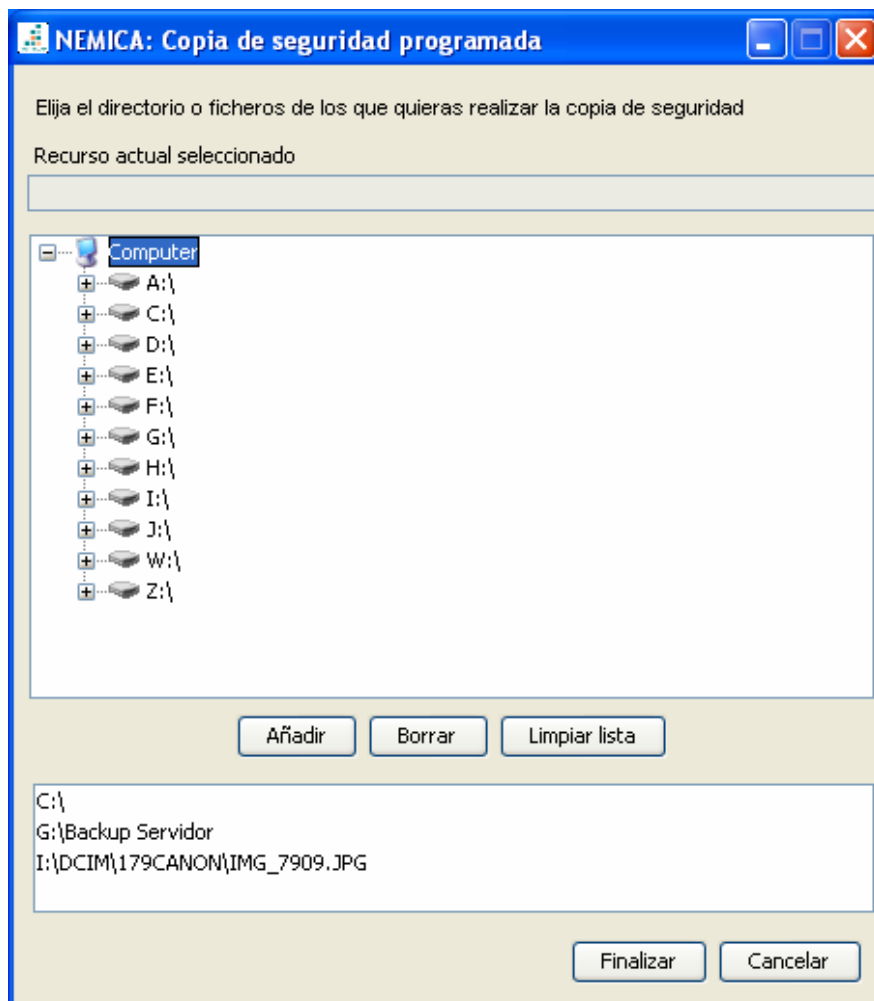 NEMICA: Copia de seguridad programada
Elija el directorio o ficheros de los que quieras realizar la copia de seguridad
Recurso actual seleccionado
Computer
A:\
C:\
D:\
E:\
F:\
G:\
H:\
I:\
J:\
W:\
Z:\
Añadir Borrar Limpiar lista
C:\
G:\Backup Servidor
I:\DCIM\179CANON\IMG_7909.JPG
Finalizar Cancelar